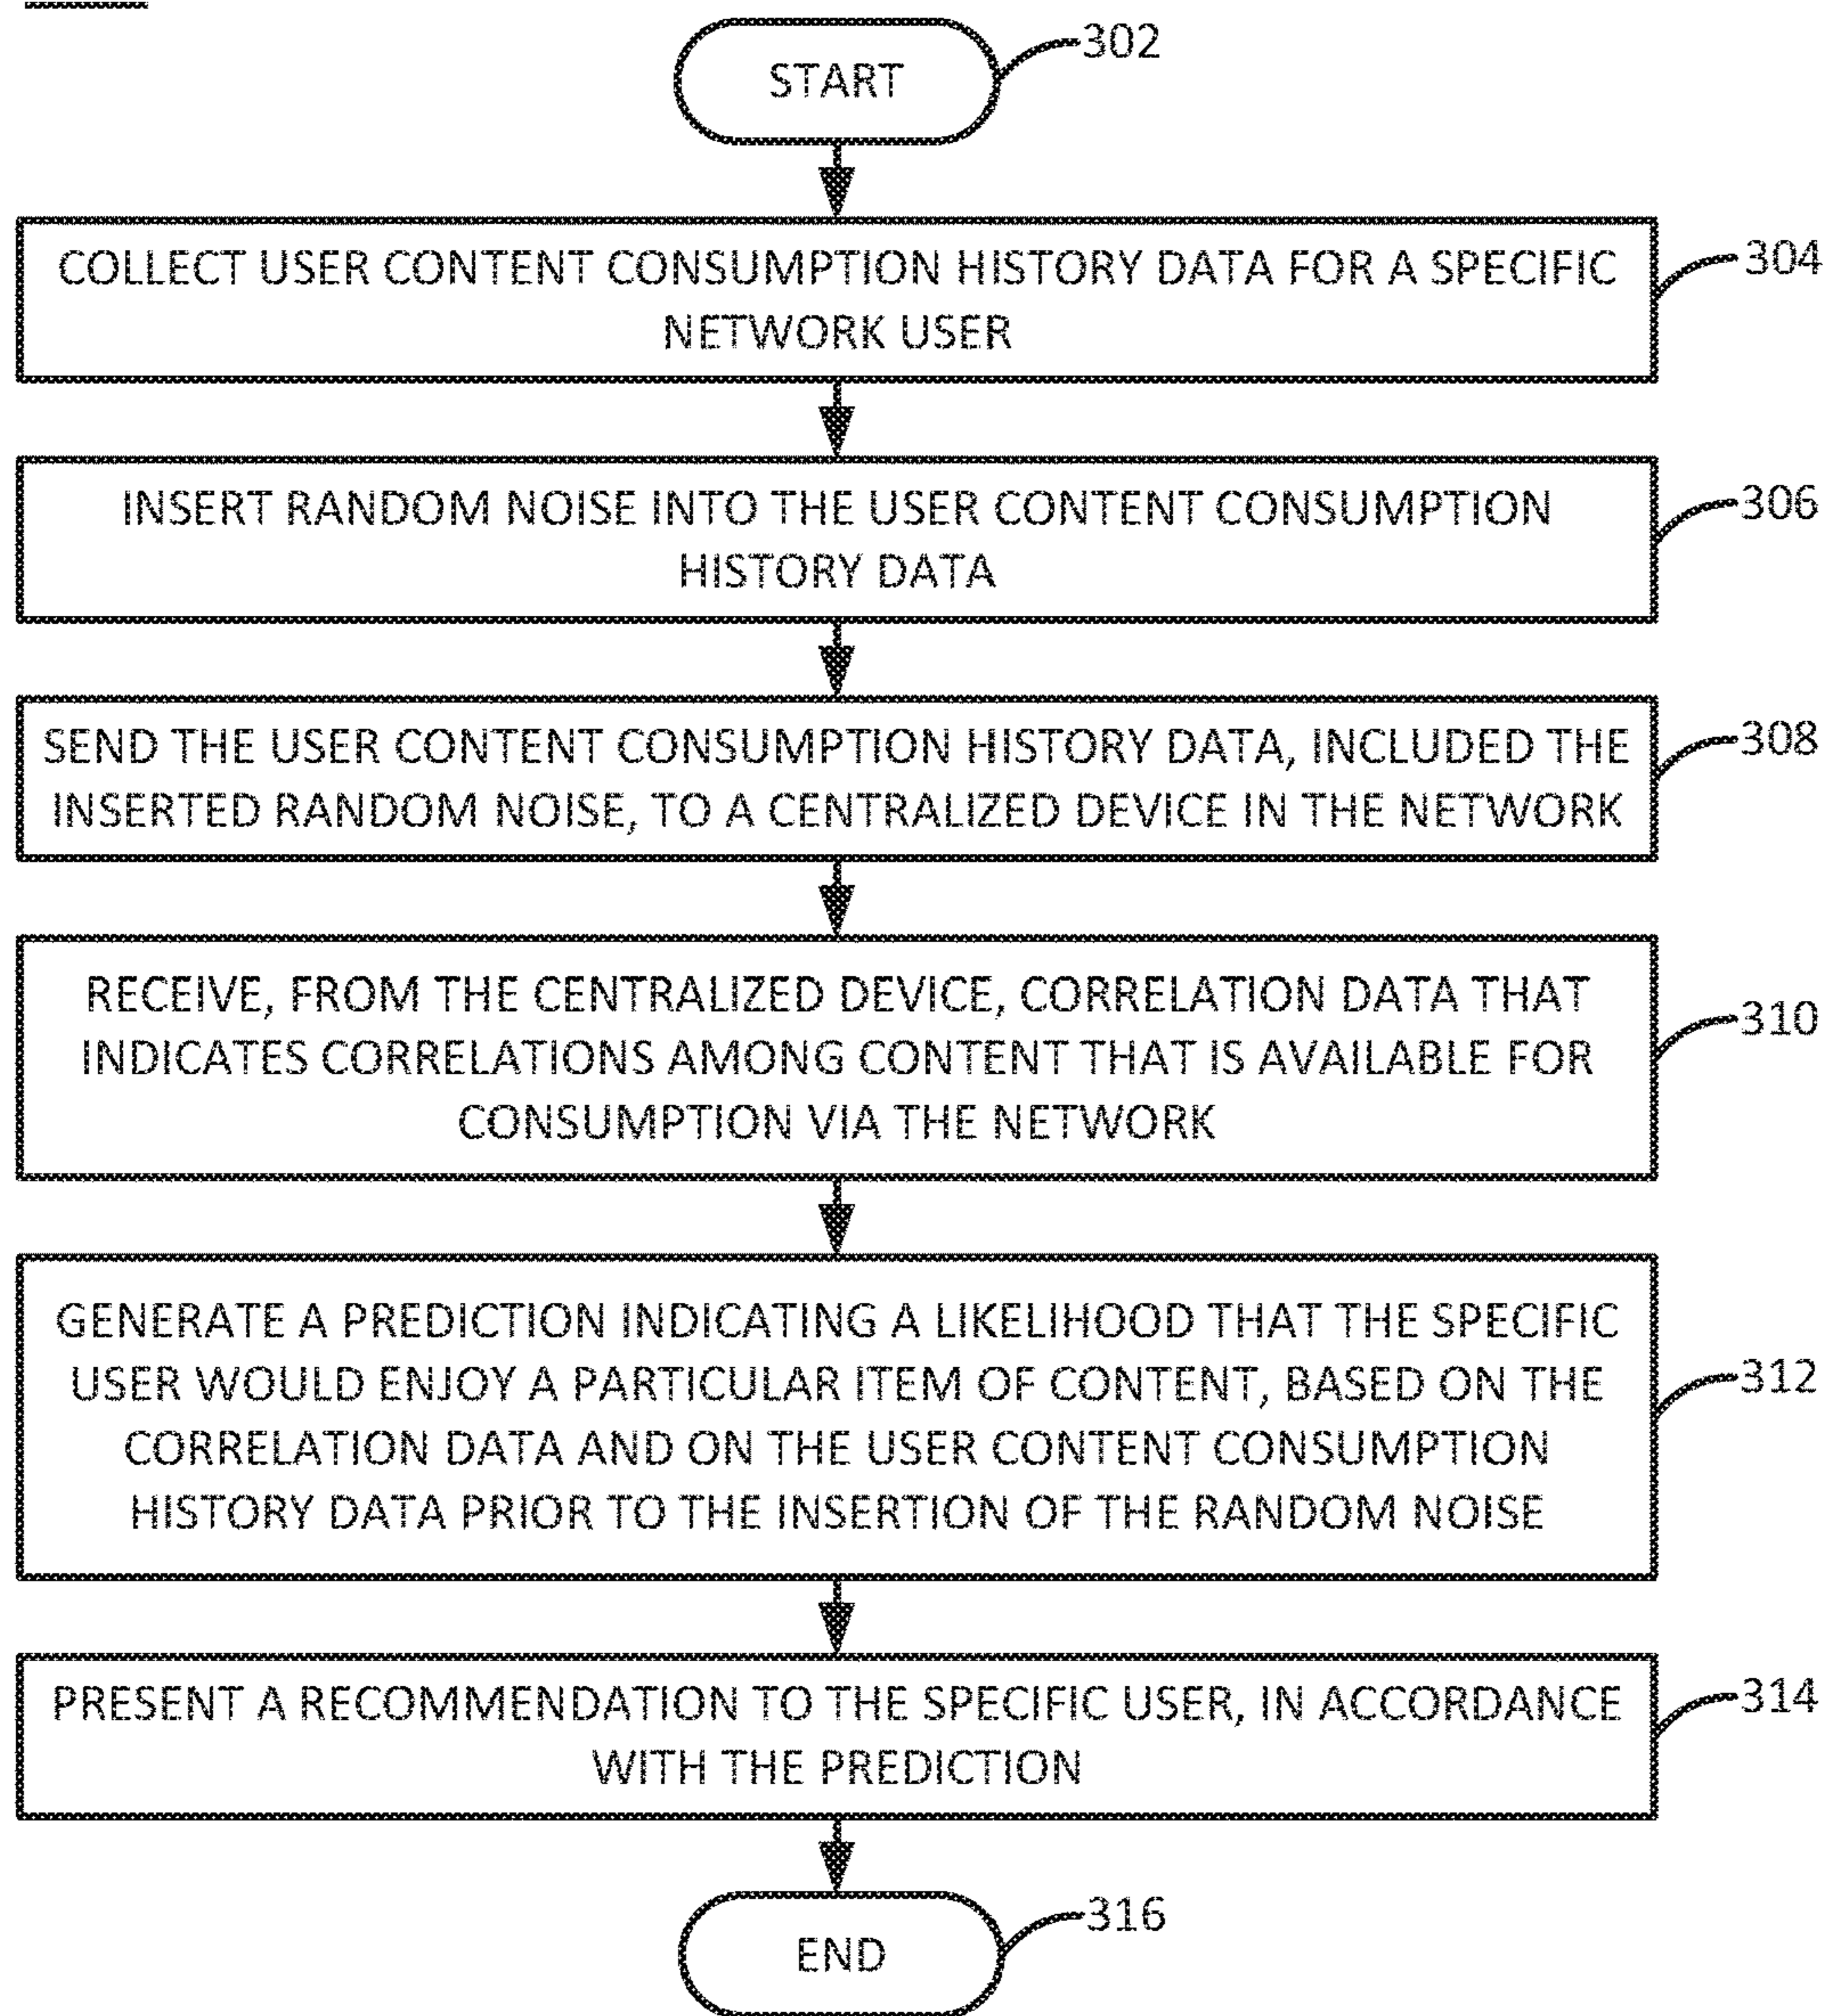 START
302
COLLECT USER CONTENT CONSUMPTION HISTORY DATA FOR A SPECIFIC
NETWORK USER
304
INSERT RANDOM NOISE INTO THE USER CONTENT CONSUMPTION
HISTORY DATA
306
SEND THE USER CONTENT CONSUMPTION HISTORY DATA, INCLUDED THE
INSERTED RANDOM NOISE, TO A CENTRALIZED DEVICE IN THE NETWORK
308
RECEIVE, FROM THE CENTRALIZED DEVICE, CORRELATION DATA THAT
INDICATES CORRELATIONS AMONG CONTENT THAT IS AVAILABLE FOR
CONSUMPTION VIA THE NETWORK
310
GENERATE A PREDICTION INDICATING A LIKELIHOOD THAT THE SPECIFIC
USER WOULD ENJOY A PARTICULAR ITEM OF CONTENT, BASED ON THE
CORRELATION DATA AND ON THE USER CONTENT CONSUMPTION
HISTORY DATA PRIOR TO THE INSERTION OF THE RANDOM NOISE
312
PRESENT A RECOMMENDATION TO THE SPECIFIC USER, IN ACCORDANCE
WITH THE PREDICTION
314
END
316